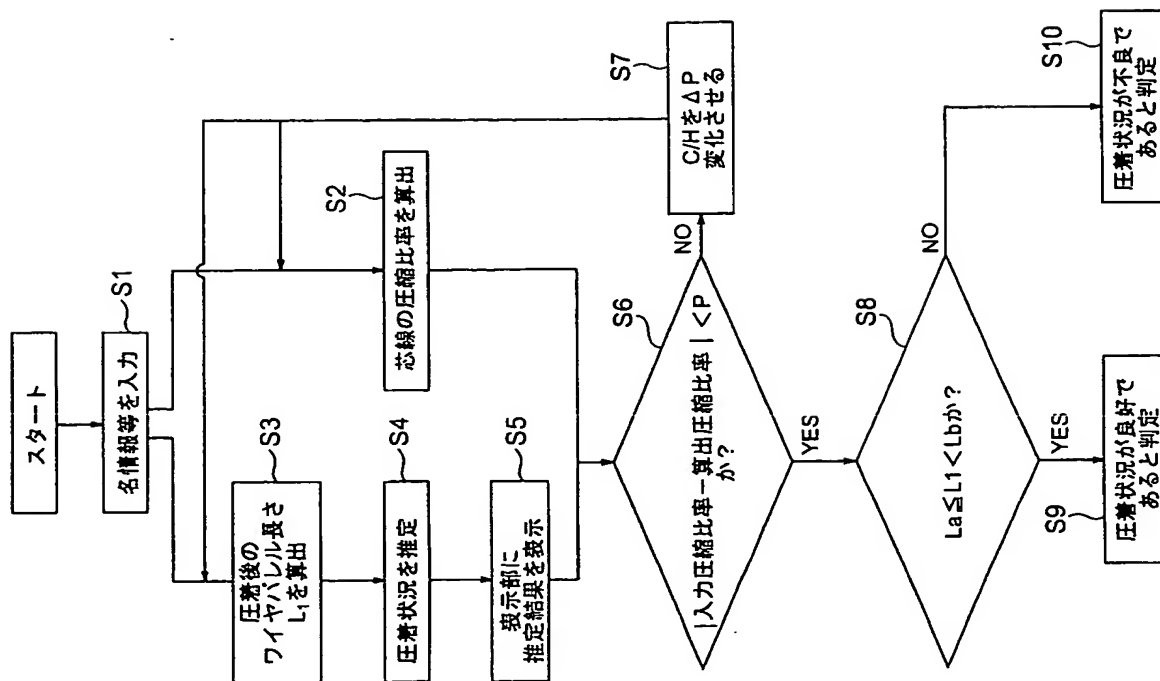 スタート
名情報等を入力
S1
圧着後の
ワイヤバレル長さ
L₁を算出
S3
芯線の圧縮比率を算出
S2
圧着状況を推定
S4
表示部に
推定結果を表示
S5
|入力圧縮比率ー算出圧縮比率|<P
か?
S6
NO
C/HをΔP
変化させる
S7
YES
La≦L1<Lbか?
S8
NO
YES
圧着状況が良好で
あると判定
S9
圧着状況が不良で
あると判定
S10